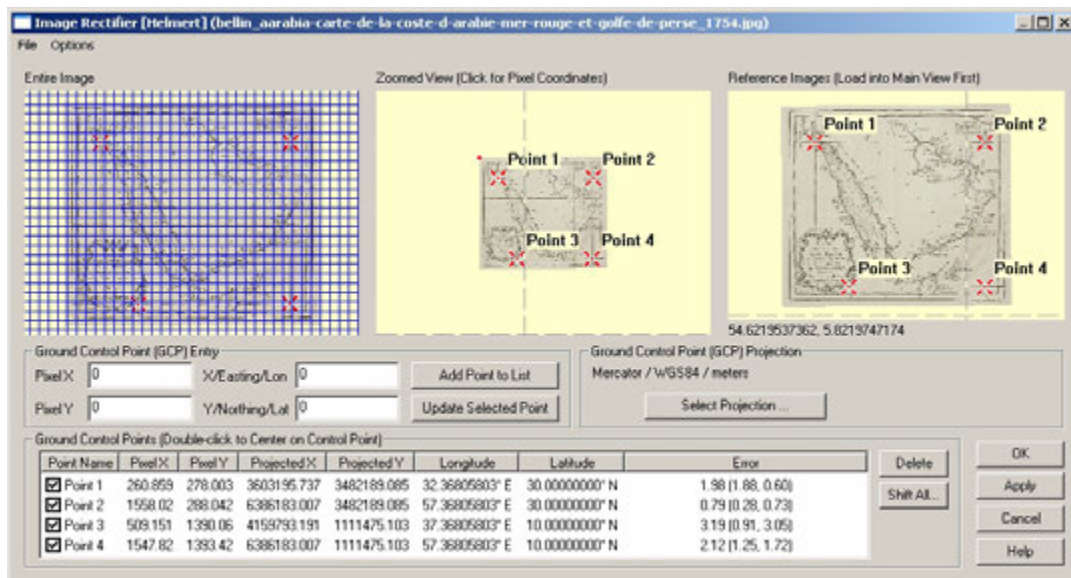 Image Rectifier [Helmert] (bellin_aarabia-carte-de-la-coste-d-arabie-mer-rouge-et-golfe-de-perse_1754.jpg)
File Options
Entire Image Zoomed View (Click for Pixel Coordinates) Reference Images (Load into Main View First)
Point 1 Point 2
Point 3 Point 4
Point 1 Point 2
Point 3 Point 4
54.6219537362, 5.8219747174
Ground Control Point (GCP) Entry
Pixel X 0 X/Easting/Lon 0 Add Point to List
Pixel Y 0 Y/Northing/Lat 0 Update Selected Point
Ground Control Point (GCP) Projection
Mercator / WGS84 / meters
Select Projection ...
Ground Control Points (Double-click to Center on Control Point)
Point Name Pixel X Pixel Y Projected X Projected Y Longitude Latitude Error
Point 1 260.859 278.003 3603195.737 3482189.085 32.36805803° E 30.00000000° N 1.98 (1.88, 0.60)
Point 2 1558.02 288.042 6386183.007 3482189.085 57.36805803° E 30.00000000° N 0.79 (0.28, 0.73)
Point 3 509.151 1390.06 4159793.191 1111475.103 37.36805803° E 10.00000000° N 3.19 (0.91, 3.05)
Point 4 1547.82 1393.42 6386183.007 1111475.103 57.36805803° E 10.00000000° N 2.12 (1.25, 1.72)
Delete
Shift All...
OK
Apply
Cancel
Help